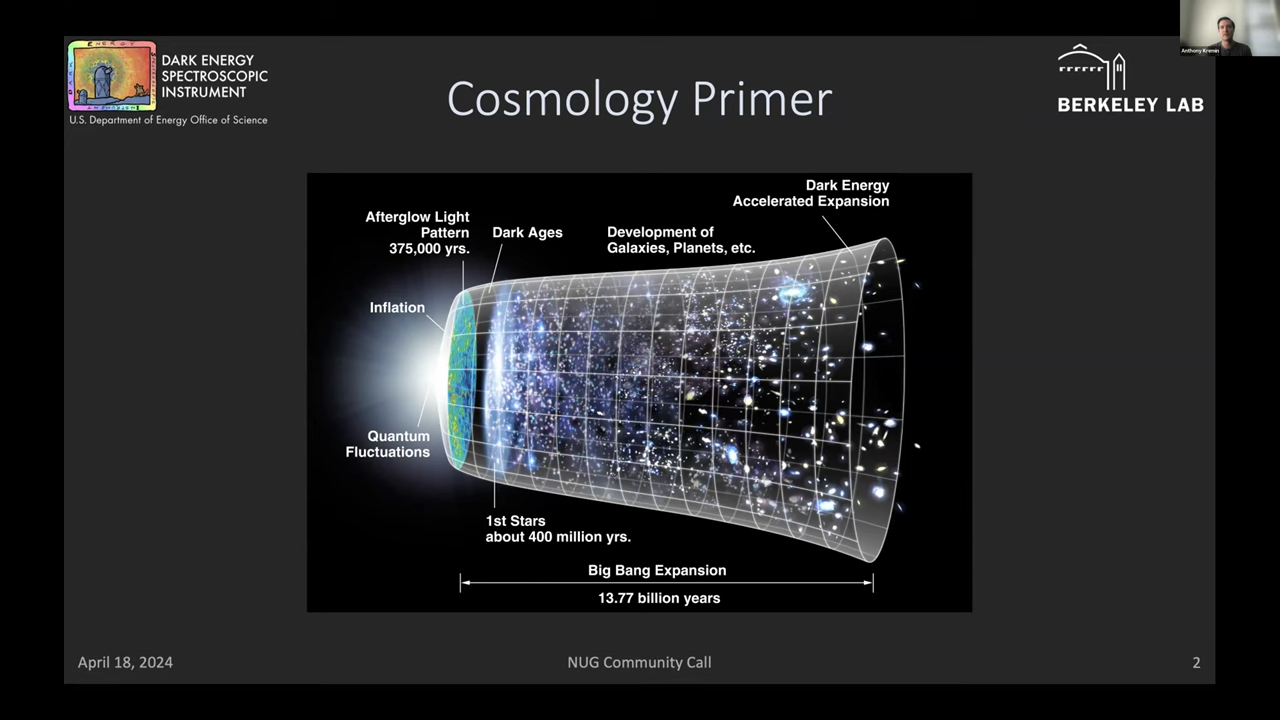 Anthony Kremin
DARK ENERGY
SPECTROSCOPIC
INSTRUMENT
U.S. Department of Energy Office of Science
Cosmology Primer
BERKELEY LAB
Dark Energy
Accelerated Expansion
Afterglow Light
Pattern
375,000 yrs.
Dark Ages
Development of
Galaxies, Planets, etc.
Inflation
Quantum
Fluctuations
1st Stars
about 400 million yrs.
Big Bang Expansion
13.77 billion years
April 18, 2024
NUG Community Call
2